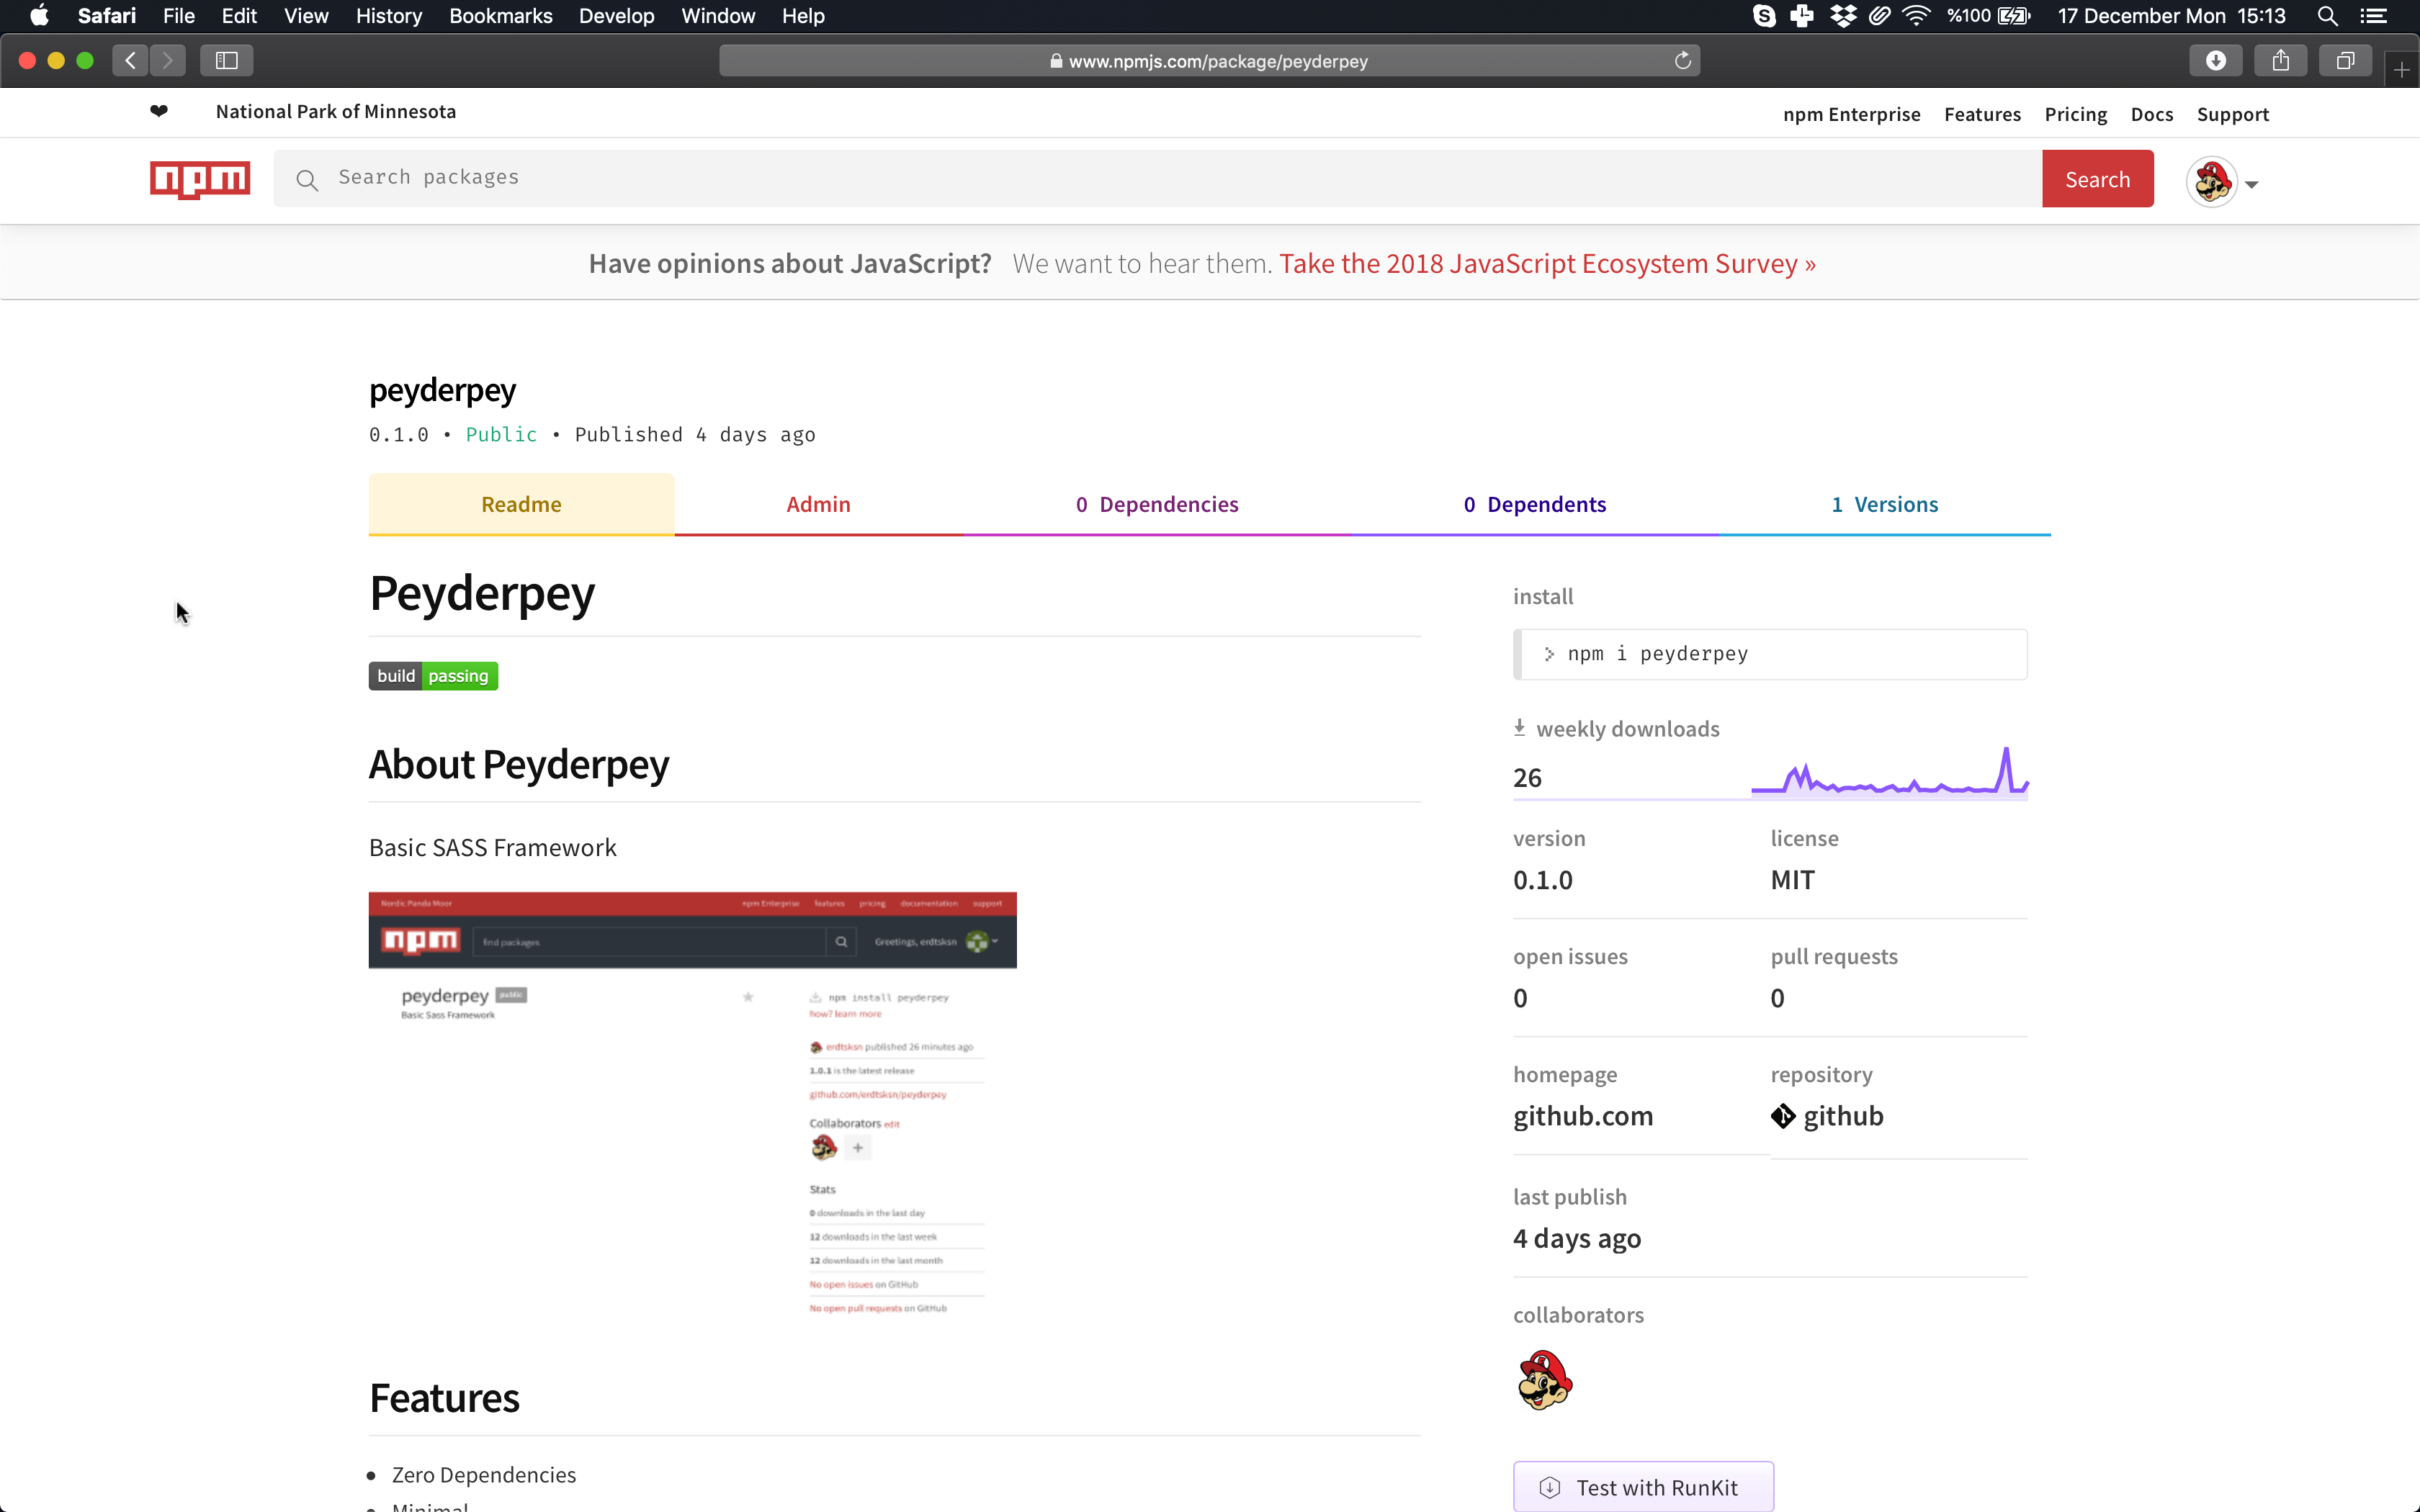 Safari File Edit View History Bookmarks Develop Window Help %100 17 December Mon 15:13
www.npmjs.com/package/peyderpey
❤ National Park of Minnesota npm Enterprise Features Pricing Docs Support
npm Search packages Search
Have opinions about JavaScript? We want to hear them. Take the 2018 JavaScript Ecosystem Survey »
peyderpey
0.1.0 • Public • Published 4 days ago
Readme Admin 0 Dependencies 0 Dependents 1 Versions
Peyderpey
build passing
About Peyderpey
Basic SASS Framework
Nordic Panda Moor npm Enterprise features pricing documentation support
npm find packages Greetings, erdtsksn
peyderpey public
Basic Sass Framework
npm install peyderpey
how? learn more
erdtsksn published 26 minutes ago
1.0.1 is the latest release
github.com/erdtsksn/peyderpey
Collaborators edit
+
Stats
0 downloads in the last day
12 downloads in the last week
12 downloads in the last month
No open issues on GitHub
No open pull requests on GitHub
Features
• Zero Dependencies
• Minimal
install
> npm i peyderpey
weekly downloads
26
version license
0.1.0 MIT
open issues pull requests
0 0
homepage repository
github.com github
last publish
4 days ago
collaborators
Test with RunKit